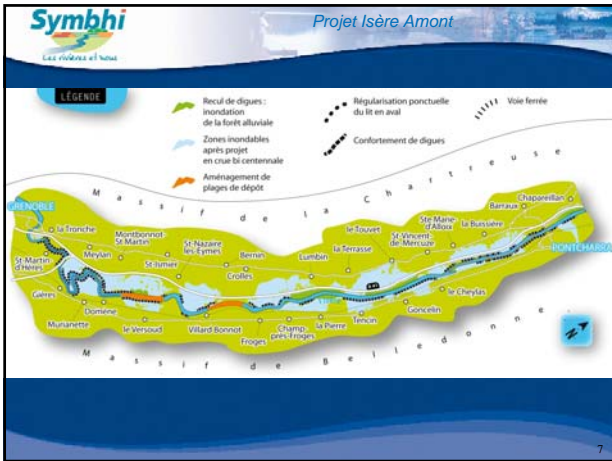 Symbhi
Les rivières et vous
Projet Isère Amont
LÉGENDE
Recul de digues :
inondation
de la forêt alluviale
Zones inondables
après projet
en crue bi centennale
Aménagement de
plages de dépôt
Régularisation ponctuelle
du lit en aval
Confortement de digues
Voie ferrée
Massif de la Chartreuse
GRENOBLE
la Tronche
Meylan
Montbonnot-
St-Martin
St-Ismier
St-Nazaire
les-Eymes
Bernin
Crolles
Lumbin
la Terrasse
le Touvet
St-Vincent
de-Mercuze
Ste Marie
d'Alloix
la Buissière
Barraux
Chapareillan
PONTCHARRA
St-Martin
d'Hères
Gières
Murianette
Domène
le Versoud
Villard Bonnot
Froges
Champ
près-Froges
la Pierre
Tencin
Goncelin
le Cheylas
Massif de Belledonne
N
7